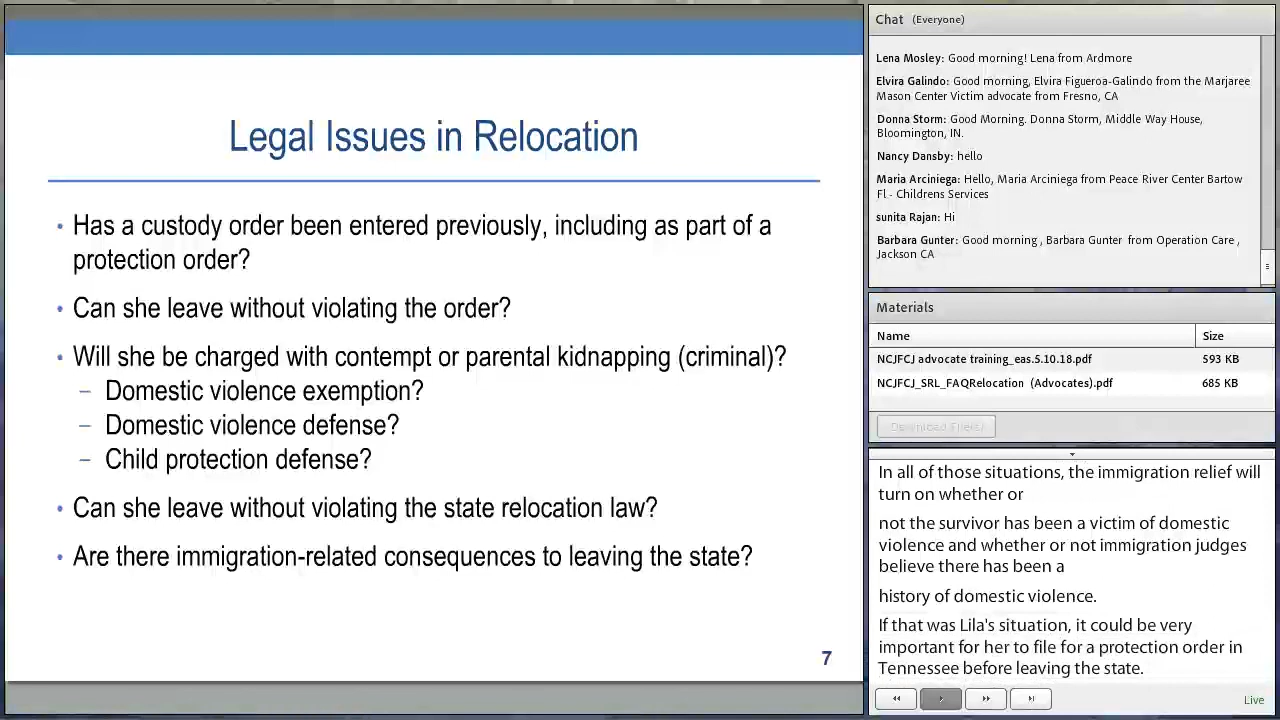 Legal Issues in Relocation
• Has a custody order been entered previously, including as part of a
protection order?
• Can she leave without violating the order?
• Will she be charged with contempt or parental kidnapping (criminal)?
– Domestic violence exemption?
– Domestic violence defense?
– Child protection defense?
• Can she leave without violating the state relocation law?
• Are there immigration-related consequences to leaving the state?
7
Chat (Everyone)
Lena Mosley: Good morning! Lena from Ardmore
Elvira Galindo: Good morning, Elvira Figueroa-Galindo from the Marjaree
Mason Center Victim advocate from Fresno, CA
Donna Storm: Good Morning. Donna Storm, Middle Way House,
Bloomington, IN.
Nancy Dansby: hello
Maria Arciniega: Hello, Maria Arciniega from Peace River Center Bartow
Fl - Childrens Services
sunita Rajan: Hi
Barbara Gunter: Good morning , Barbara Gunter from Operation Care ,
Jackson CA
Materials
Name Size
NCJFCJ advocate training_eas.5.10.18.pdf 593 KB
NCJFCJ_SRL_FAQRelocation (Advocates).pdf 685 KB
Download File(s)
In all of those situations, the immigration relief will
turn on whether or
not the survivor has been a victim of domestic
violence and whether or not immigration judges
believe there has been a
history of domestic violence.
If that was Lila's situation, it could be very
important for her to file for a protection order in
Tennessee before leaving the state.
Live